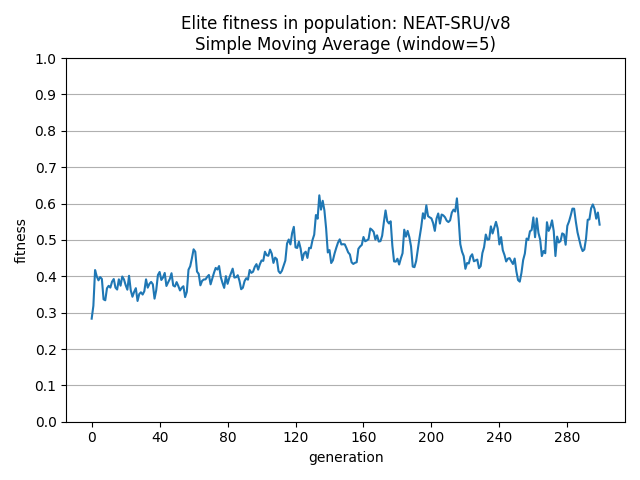 Elite fitness in population: NEAT-SRU/v8
Simple Moving Average (window=5)
1.0
0.9
0.8
0.7
0.6
0.5
0.4
0.3
0.2
0.1
0.0
fitness
0 40 80 120 160 200 240 280
generation